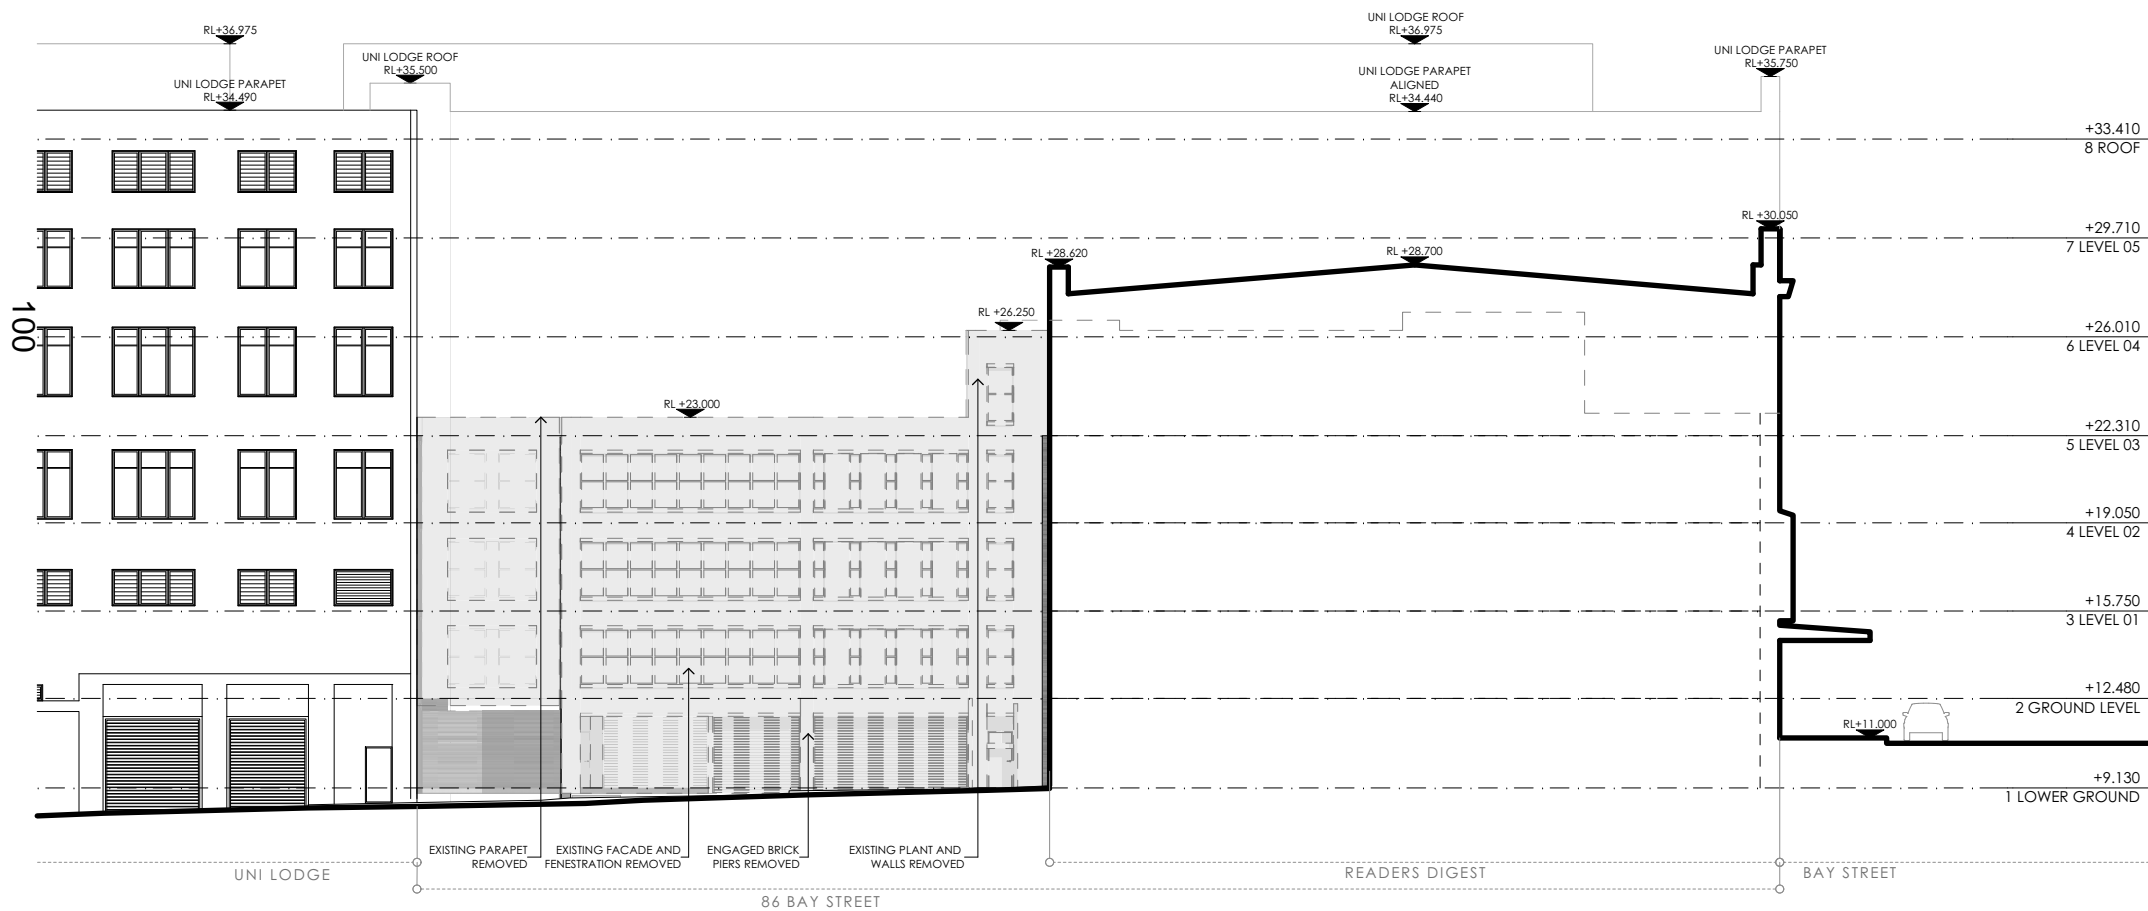 RL+36.975
UNI LODGE ROOF
RL+35.500
UNI LODGE PARAPET
RL+34.490
UNI LODGE ROOF
RL+36.975
UNI LODGE PARAPET
ALIGNED
RL+34.440
UNI LODGE PARAPET
RL+35.750
+33.410
8 ROOF
RL +30.050
+29.710
7 LEVEL 05
RL +28.620
RL +28.700
100
RL +26.250
+26.010
6 LEVEL 04
RL +23.000
+22.310
5 LEVEL 03
+19.050
4 LEVEL 02
+15.750
3 LEVEL 01
+12.480
2 GROUND LEVEL
RL+11.000
+9.130
1 LOWER GROUND
EXISTING PARAPET
REMOVED
EXISTING FACADE AND
FENESTRATION REMOVED
ENGAGED BRICK
PIERS REMOVED
EXISTING PLANT AND
WALLS REMOVED
UNI LODGE
READERS DIGEST
BAY STREET
86 BAY STREET